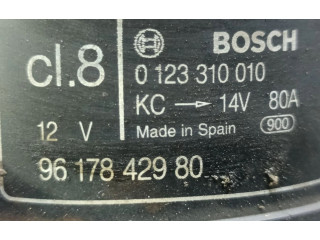 BOSCH
cl.8
0 123 310 010
KC → 14V 80A
12 V
Made in Spain 900
96 178 429 80